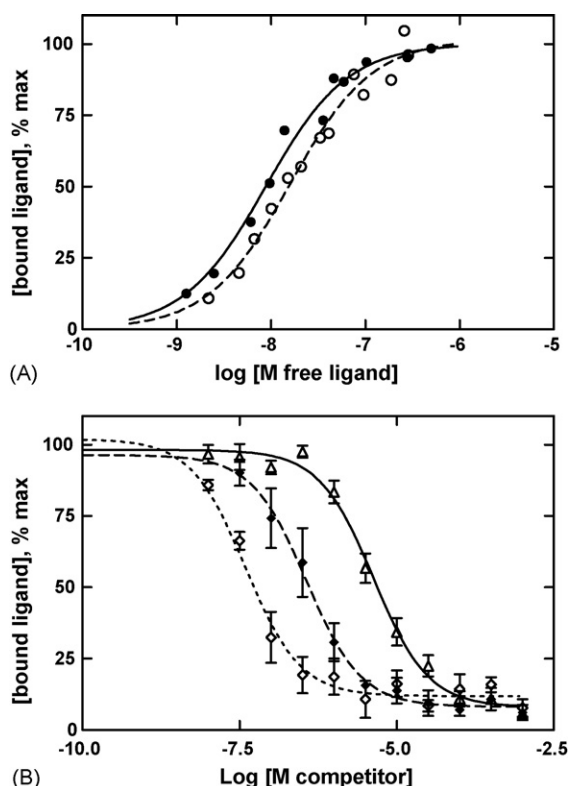 100
75
50
25
0
[bound ligand], % max
-10 -9 -8 -7 -6 -5
log [M free ligand]
(A)
100
75
50
25
0
[bound ligand], % max
-10.0 -7.5 -5.0 -2.5
Log [M competitor]
(B)